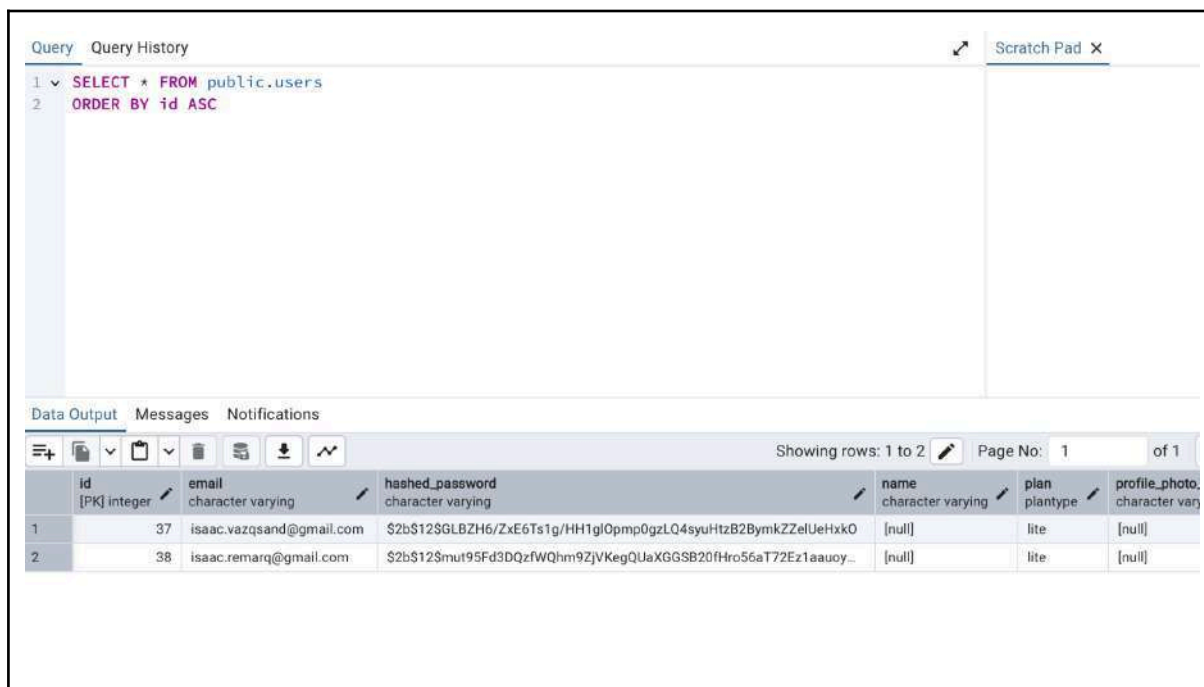 Query Query History
Scratch Pad X
1 SELECT * FROM public.users
2 ORDER BY id ASC
Data Output Messages Notifications
Showing rows: 1 to 2 Page No: 1 of 1
id email hashed_password name plan profile_photo_
[PK] integer character varying character varying character varying plantype character vary
1 37 isaac.vazqsand@gmail.com $2b$12$GLBZH6/ZxE6Ts1g/HH1glOpmp0gzLQ4syuHtzB2BymkZZelUeHxkO [null] lite [null]
2 38 isaac.remarq@gmail.com $2b$12$mut95Fd3DQzfWQhm9ZjVKegQUaXGGSB20fHro56aT72Ez1aauoy... [null] lite [null]